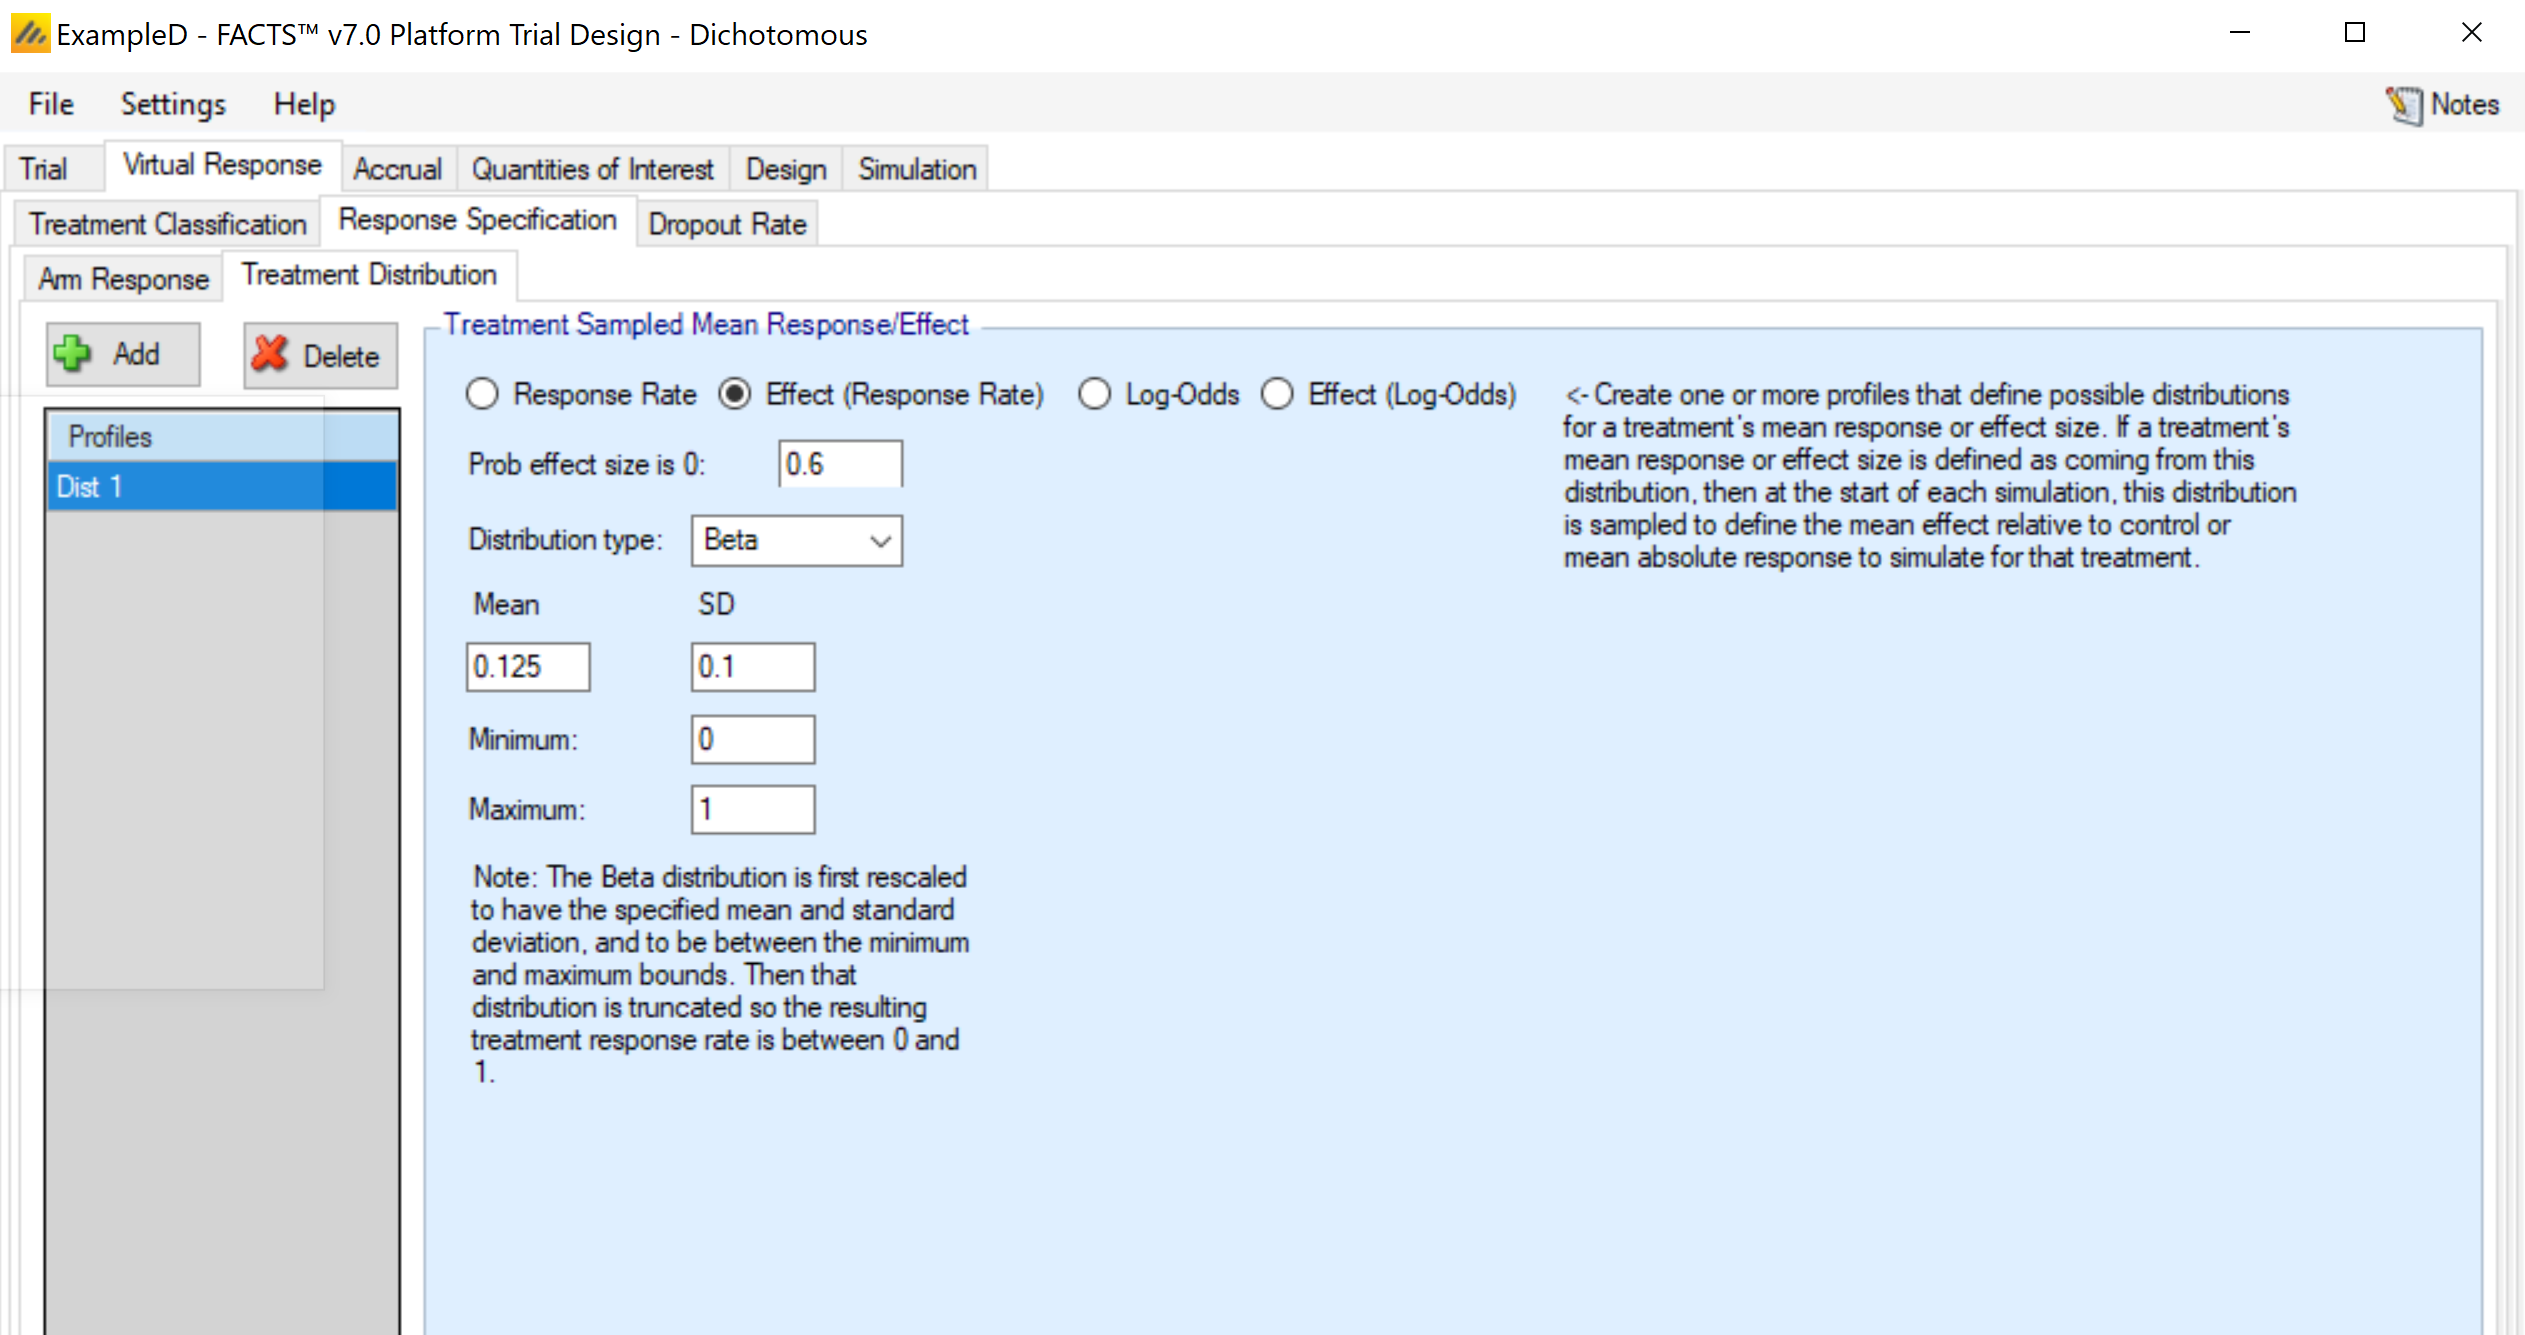 ExampleD - FACTS™ v7.0 Platform Trial Design - Dichotomous
File Settings Help Notes
Trial Virtual Response Accrual Quantities of Interest Design Simulation
Treatment Classification Response Specification Dropout Rate
Arm Response Treatment Distribution
Add Delete
Profiles
Dist 1
Treatment Sampled Mean Response/Effect
Response Rate Effect (Response Rate) Log-Odds Effect (Log-Odds)
Prob effect size is 0: 0.6
Distribution type: Beta
Mean SD
0.125 0.1
Minimum: 0
Maximum: 1
Note: The Beta distribution is first rescaled
to have the specified mean and standard
deviation, and to be between the minimum
and maximum bounds. Then that
distribution is truncated so the resulting
treatment response rate is between 0 and
1.
<- Create one or more profiles that define possible distributions
for a treatment's mean response or effect size. If a treatment's
mean response or effect size is defined as coming from this
distribution, then at the start of each simulation, this distribution
is sampled to define the mean effect relative to control or
mean absolute response to simulate for that treatment.